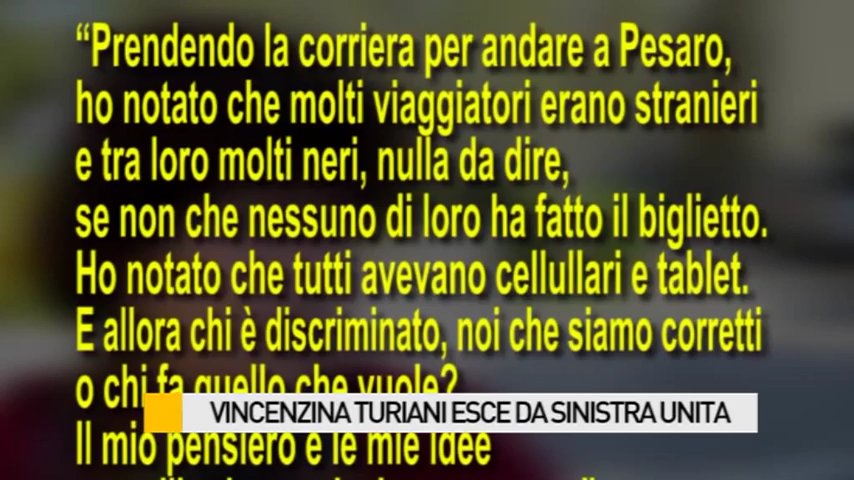 “Prendendo la corriera per andare a Pesaro,
ho notato che molti viaggiatori erano stranieri
e tra loro molti neri, nulla da dire,
se non che nessuno di loro ha fatto il biglietto.
Ho notato che tutti avevano cellullari e tablet.
E allora chi è discriminato, noi che siamo corretti
o chi fa quello che vuole?
VINCENZINA TURIANI ESCE DA SINISTRA UNITA
Il mio pensiero e le mie idee